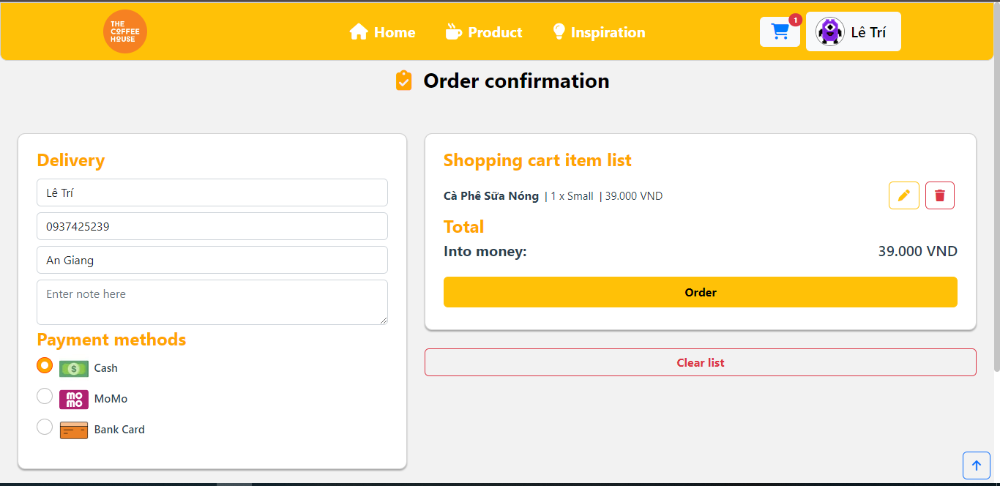 THE
COFFEE
HOUSE
Home
Product
Inspiration
1
Lê Trí
Order confirmation
Delivery
Lê Trí
0937425239
An Giang
Enter note here
Payment methods
$
Cash
mo
mo
MoMo
Bank Card
Shopping cart item list
Cà Phê Sữa Nóng | 1 x Small | 39.000 VND
Total
Into money: 39.000 VND
Order
Clear list